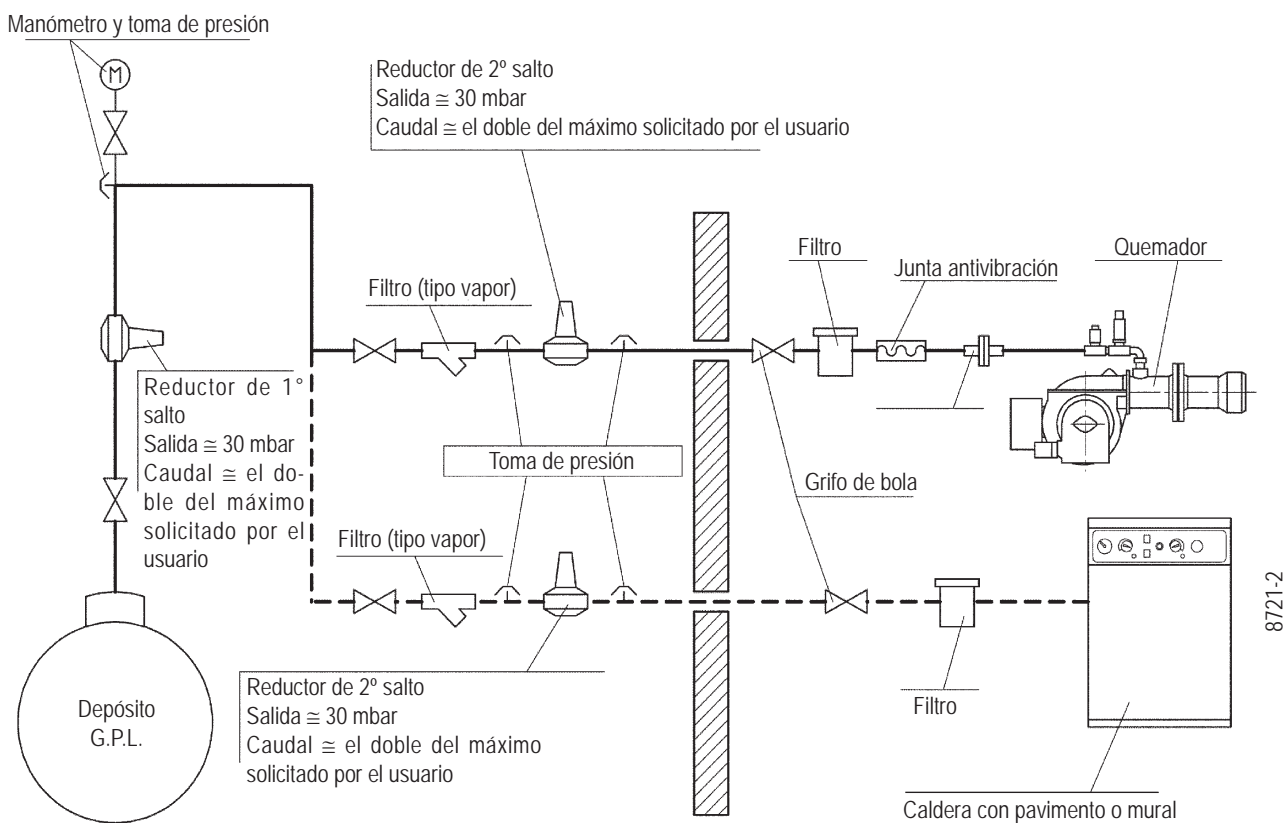 Manómetro y toma de presión
M
Reductor de 2º salto
Salida ≅ 30 mbar
Caudal ≅ el doble del máximo solicitado por el usuario
Filtro (tipo vapor)
Filtro
Junta antivibración
Quemador
Reductor de 1°
salto
Salida ≅ 30 mbar
Caudal ≅ el do-
ble del máximo
solicitado por el
usuario
Toma de presión
Grifo de bola
Filtro (tipo vapor)
Depósito
G.P.L.
Reductor de 2º salto
Salida ≅ 30 mbar
Caudal ≅ el doble del máximo
solicitado por el usuario
Filtro
Caldera con pavimento o mural
8721-2